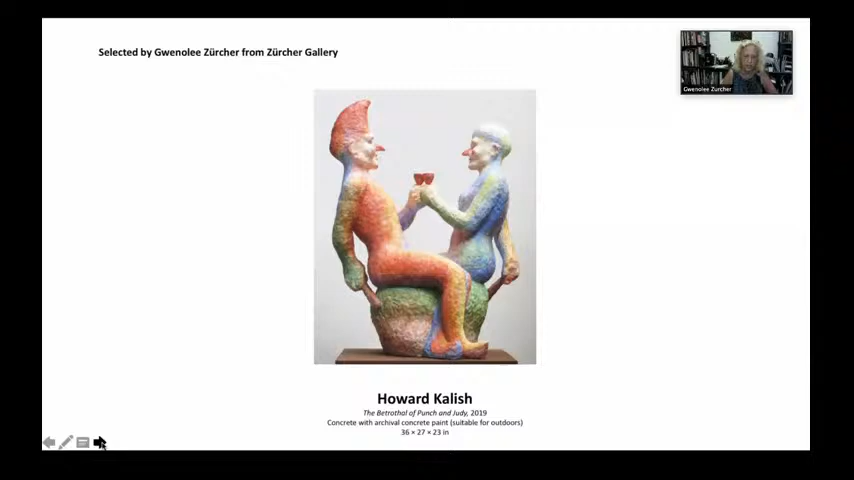 Selected by Gwenolee Zürcher from Zürcher Gallery
Gwenolee Zurcher
Howard Kalish
The Betrothal of Punch and Judy, 2019
Concrete with archival concrete paint (suitable for outdoors)
36 × 27 × 23 in